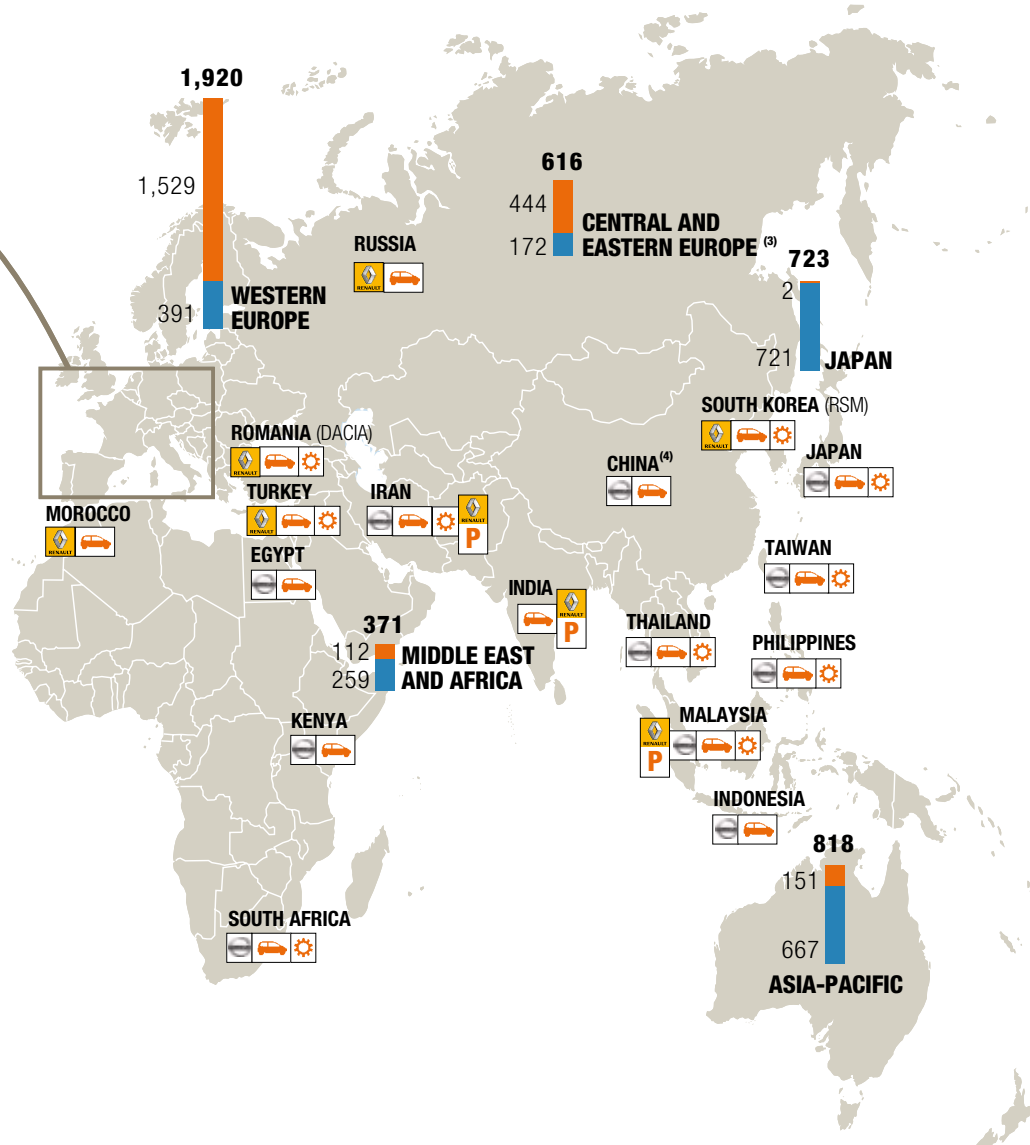 1,920
1,529
391
WESTERN
EUROPE
616
444
172
CENTRAL AND
EASTERN EUROPE (3)
723
2
721
JAPAN
RUSSIA
RENAULT
SOUTH KOREA (RSM)
RENAULT
ROMANIA (DACIA)
RENAULT
CHINA(4)
JAPAN
TURKEY
RENAULT
IRAN
RENAULT
P
MOROCCO
RENAULT
EGYPT
TAIWAN
INDIA
RENAULT
P
THAILAND
PHILIPPINES
371
112
259
MIDDLE EAST
AND AFRICA
KENYA
MALAYSIA
RENAULT
P
INDONESIA
818
151
667
ASIA-PACIFIC
SOUTH AFRICA